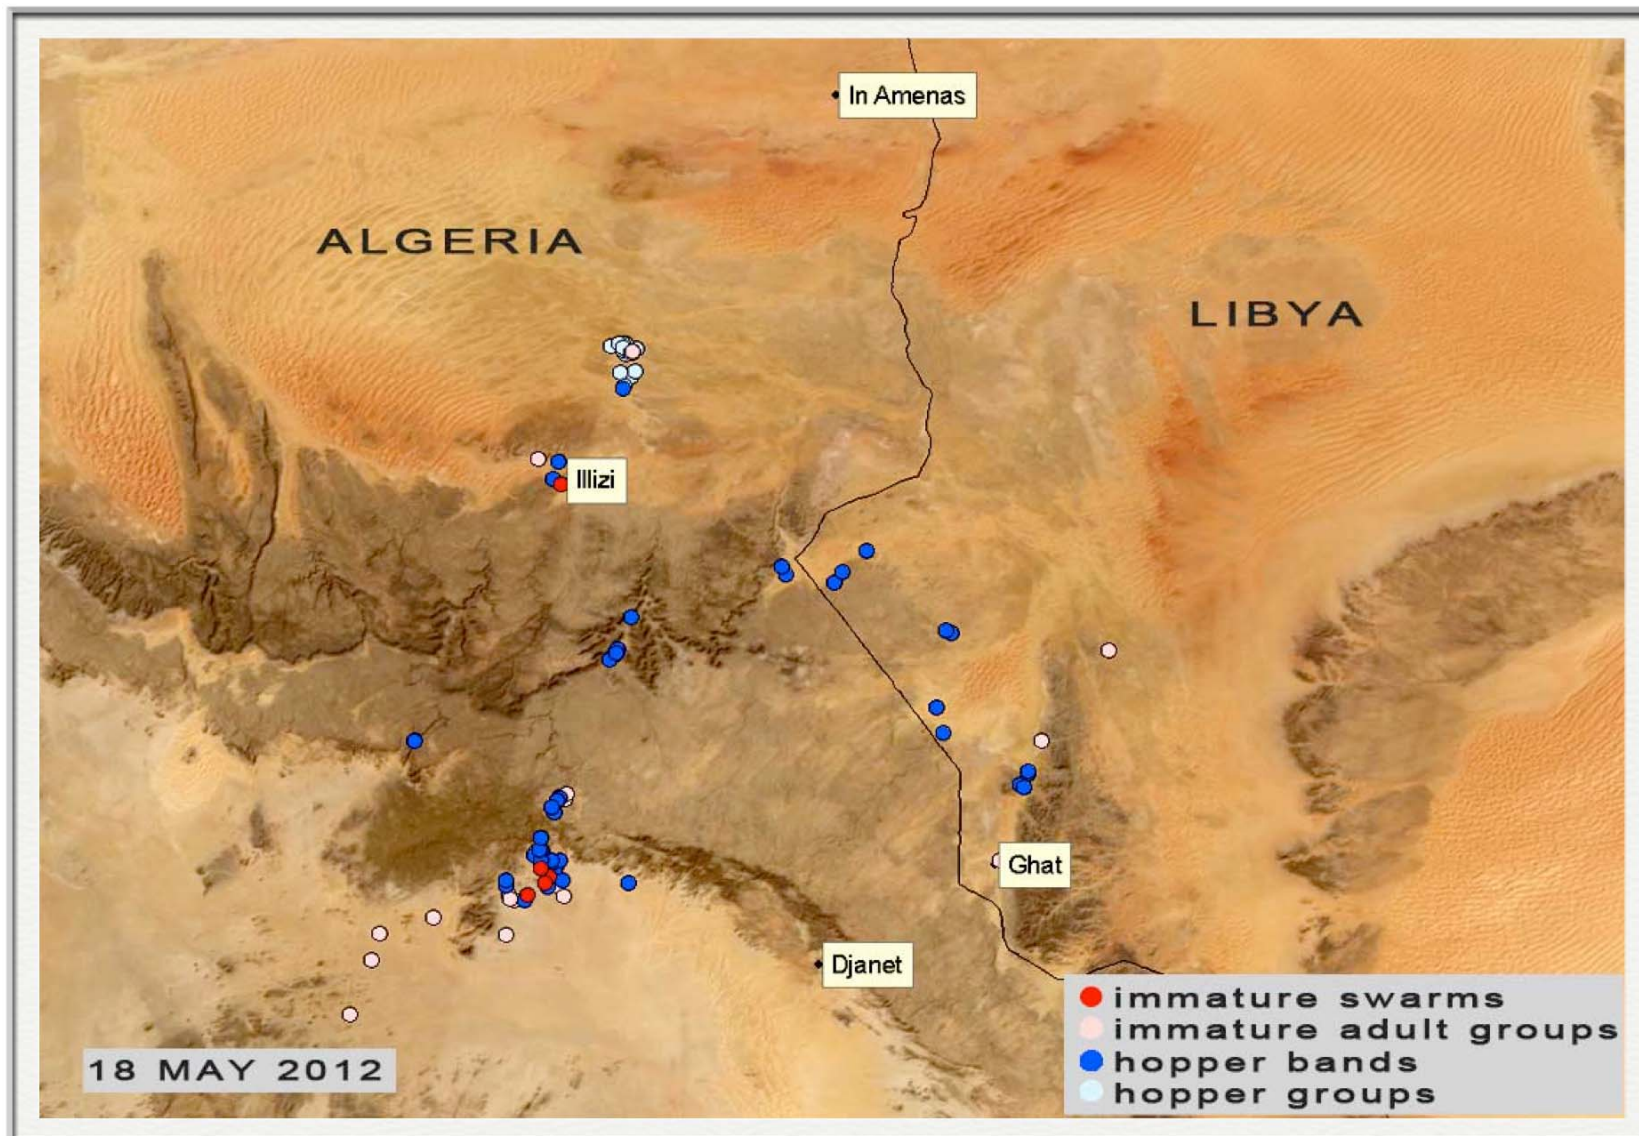 In Amenas
ALGERIA
LIBYA
Illizi
Ghat
Djanet
immature swarms
immature adult groups
hopper bands
hopper groups
18 MAY 2012